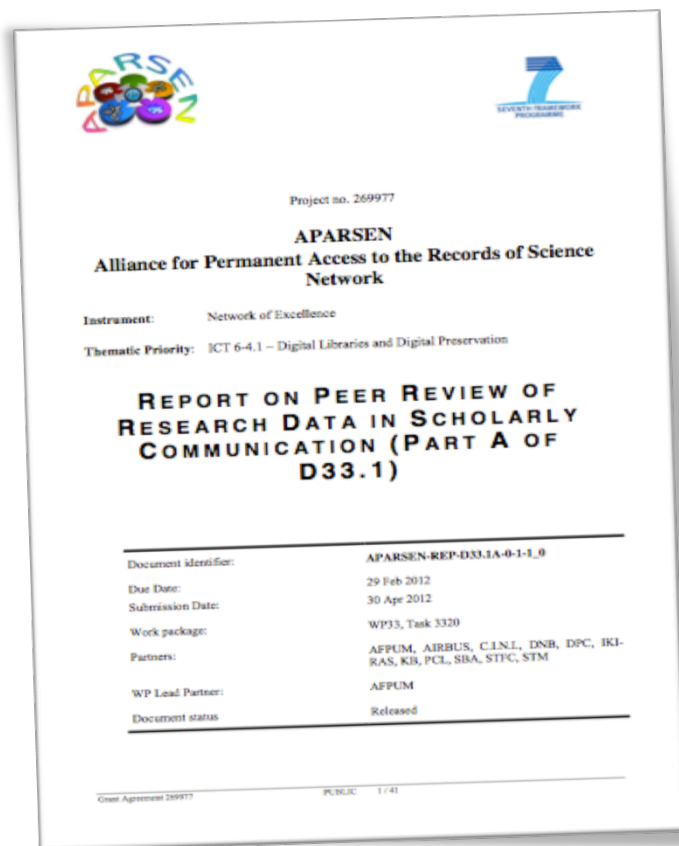 APARSEN
7
SEVENTH FRAMEWORK
PROGRAMME
Project no. 269977
APARSEN
Alliance for Permanent Access to the Records of Science
Network
Instrument: Network of Excellence
Thematic Priority: ICT 6-4.1 – Digital Libraries and Digital Preservation
REPORT ON PEER REVIEW OF
RESEARCH DATA IN SCHOLARLY
COMMUNICATION (PART A OF
D33.1)
Document identifier: APARSEN-REP-D33.1A-0-1-1_0
Due Date: 29 Feb 2012
Submission Date: 30 Apr 2012
Work package: WP33, Task 3320
Partners: AFPUM, AIRBUS, C.I.N.I., DNB, DPC, IKI-
RAS, KB, PCL, SBA, STFC, STM
WP Lead Partner: AFPUM
Document status Released
Grant Agreement 269977 PUBLIC 1 / 41